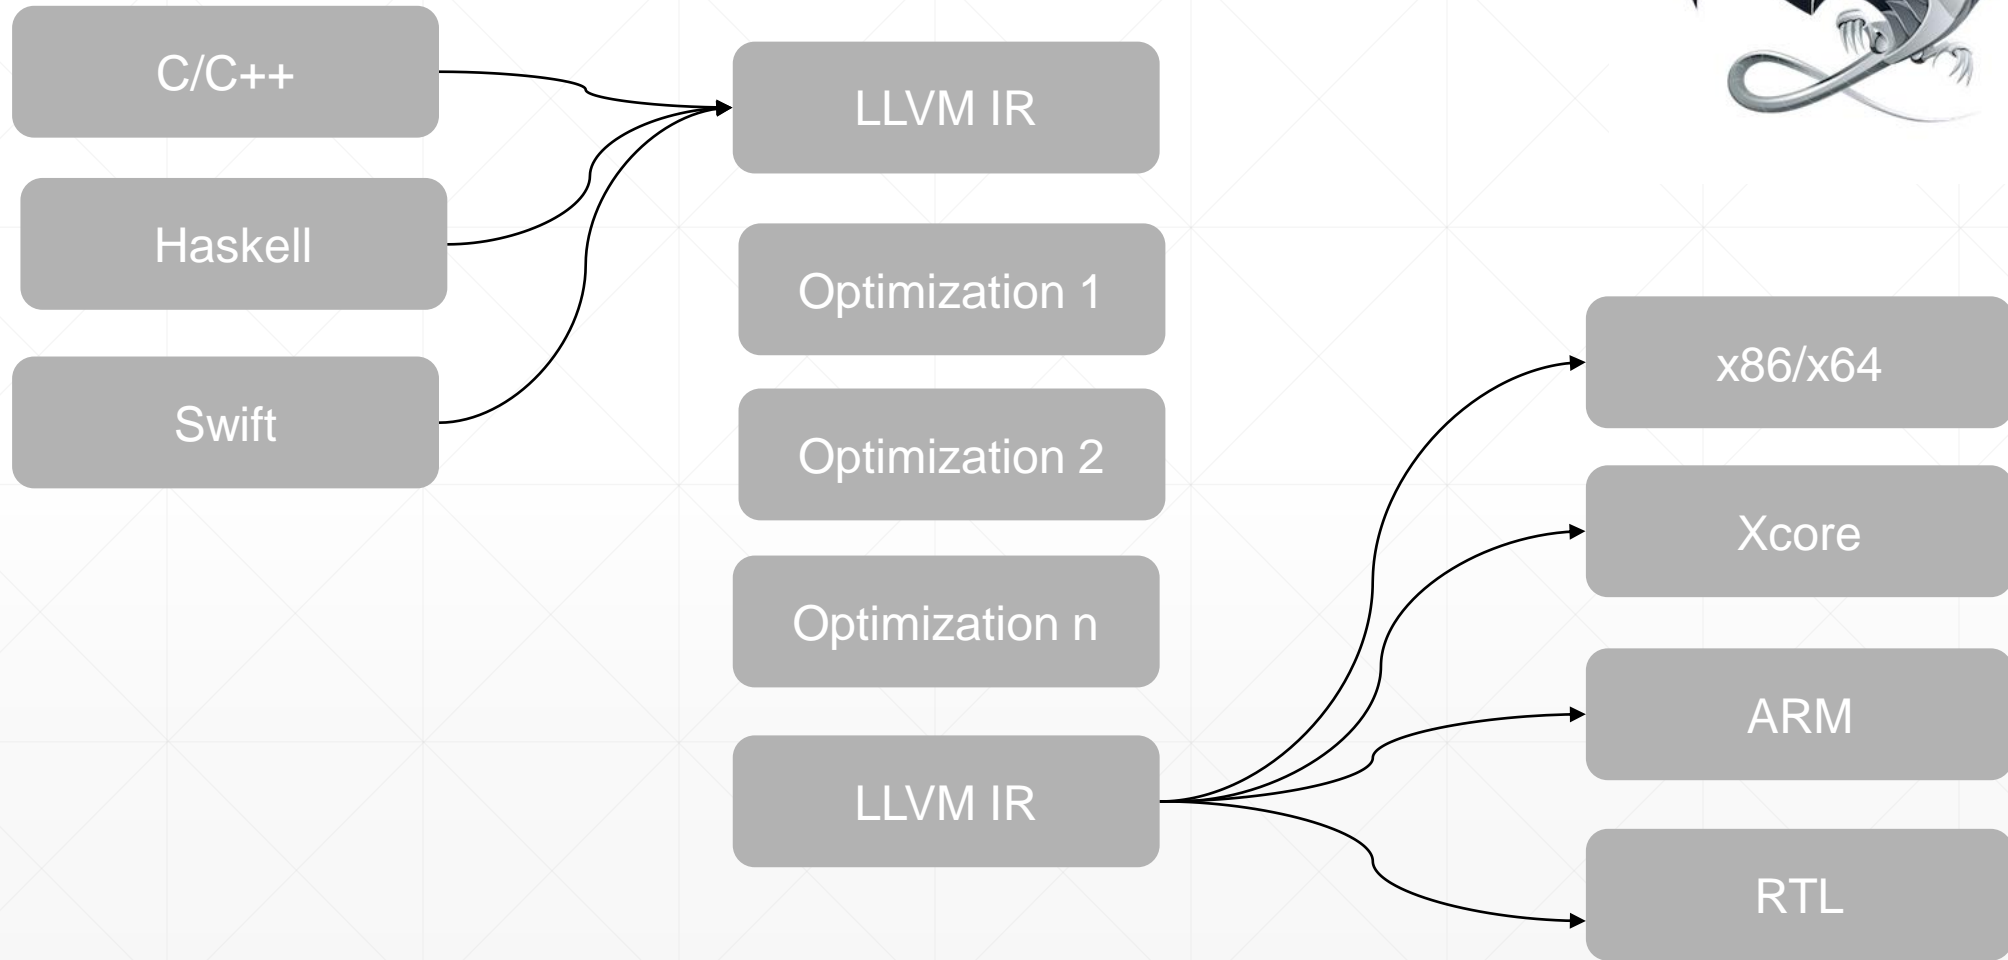 C/C++
Haskell
Swift
LLVM IR
Optimization 1
Optimization 2
Optimization n
LLVM IR
x86/x64
Xcore
ARM
RTL